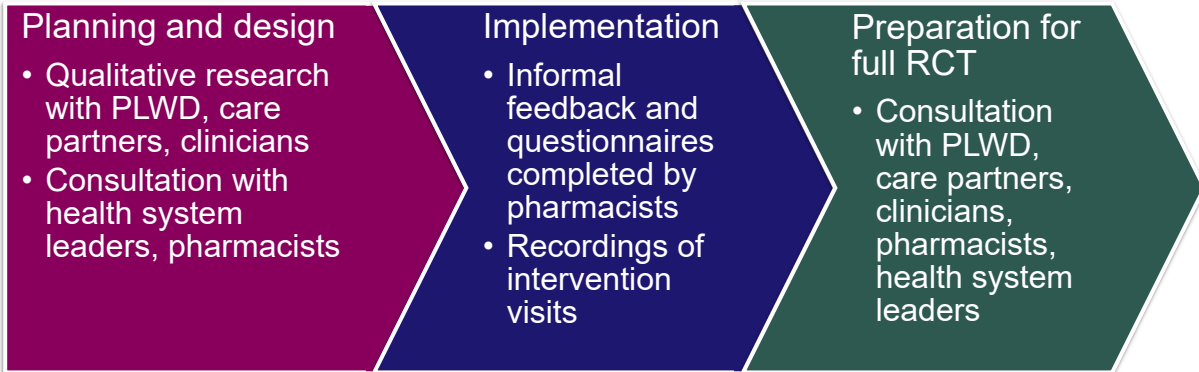 Planning and design
• Qualitative research
with PLWD, care
partners, clinicians
• Consultation with
health system
leaders, pharmacists
Implementation
• Informal
feedback and
questionnaires
completed by
pharmacists
• Recordings of
intervention
visits
Preparation for
full RCT
• Consultation
with PLWD,
care partners,
clinicians,
pharmacists,
health system
leaders